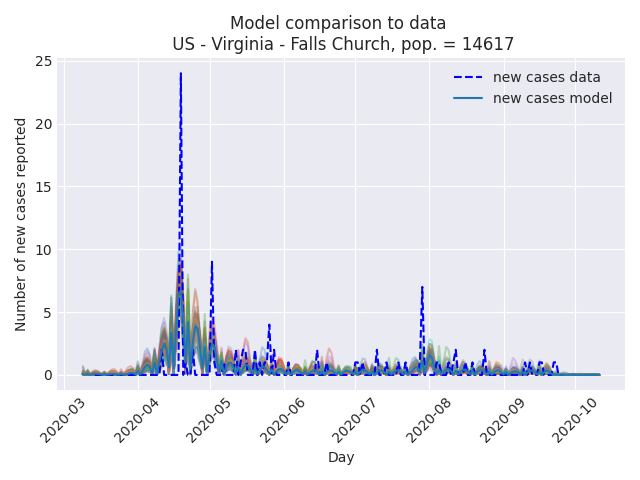 Model comparison to data
US - Virginia - Falls Church, pop. = 14617
new cases data
new cases model
Number of new cases reported
25
20
15
10
5
0
2020-03
2020-04
2020-05
2020-06
2020-07
2020-08
2020-09
2020-10
Day